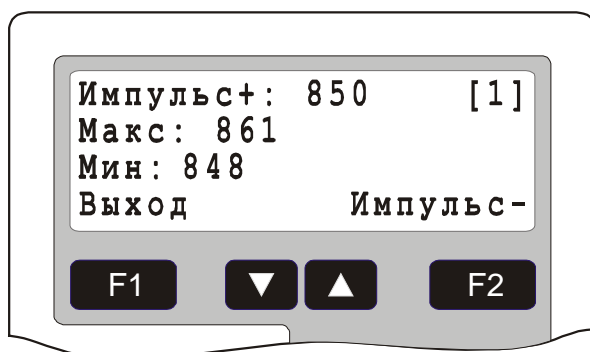 Импульс+: 850 [1]
Макс: 861
Мин: 848
Выход Импульс-
F1 ▼ ▲ F2